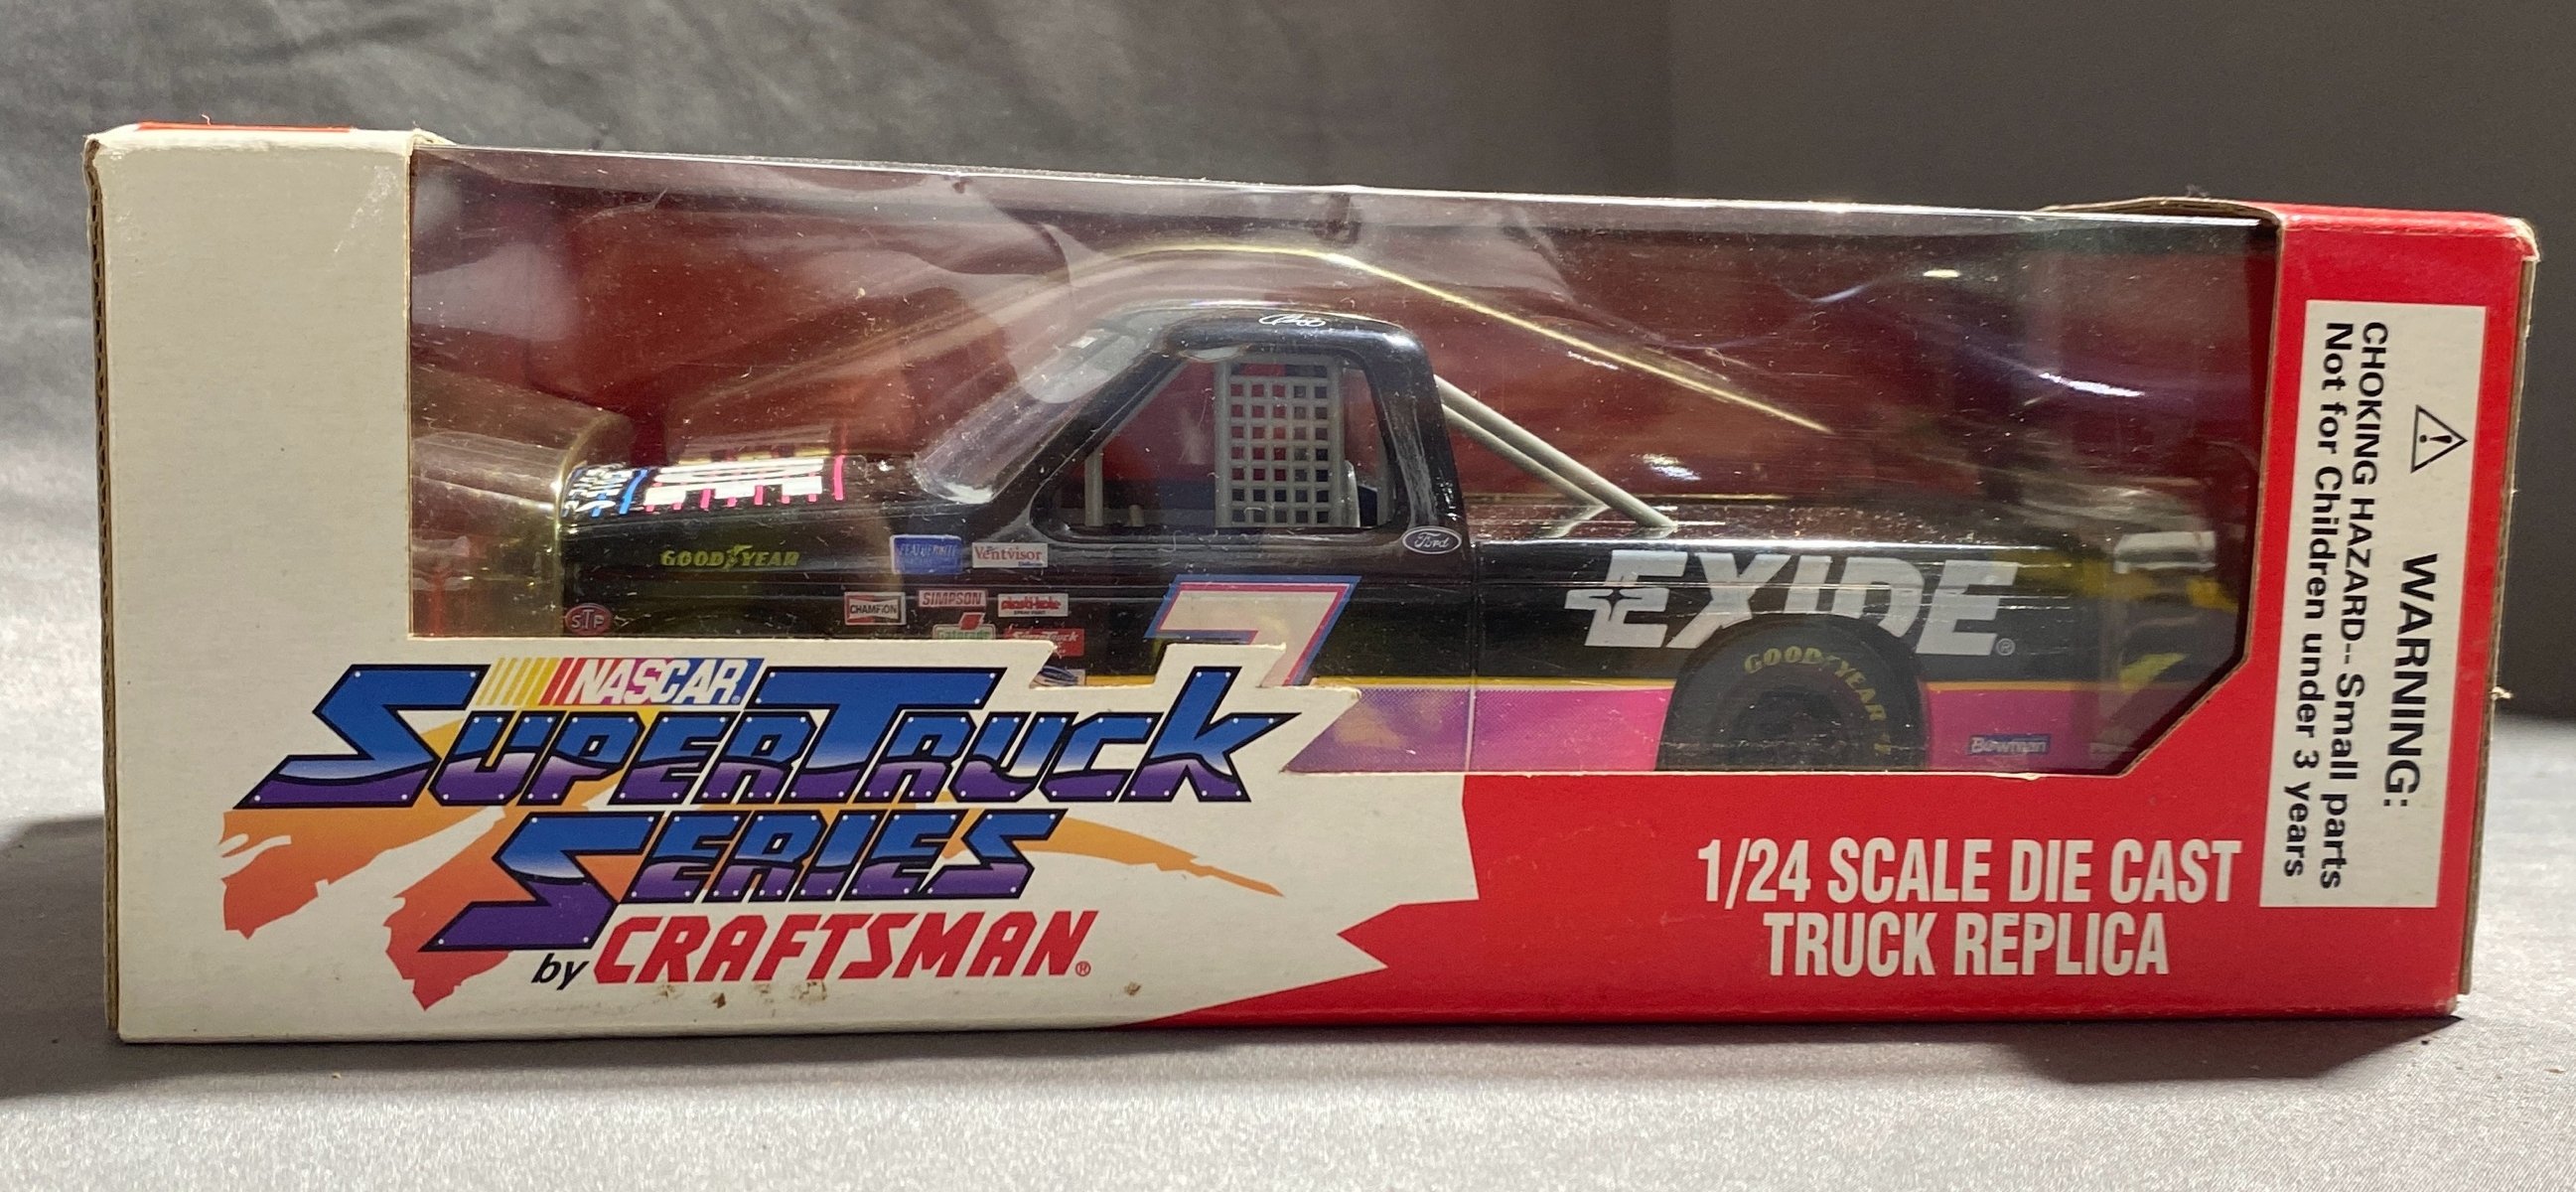 GOODYEAR
Ventvisor
Ford
STP
CHAMPION
SIMPSON
7
EXIDE®
GOODYEAR
Bowman
NASCAR®
SUPERTRUCK
SERIES
by CRAFTSMAN®
1/24 SCALE DIE CAST
TRUCK REPLICA
WARNING:
CHOKING HAZARD-- Small parts
Not for Children under 3 years